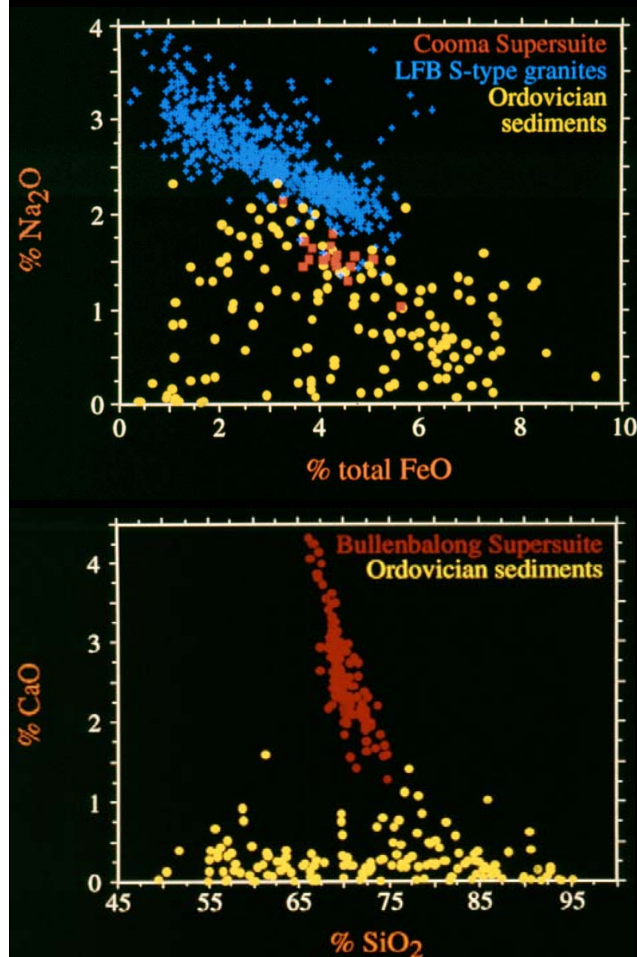 4
Cooma Supersuite
LFB S-type granites
Ordovician
sediments
3
% Na2O
2
1
0
0 2 4 6 8 10
% total FeO
Bullenbalong Supersuite
Ordovician sediments
4
3
% CaO
2
1
0
45 55 65 75 85 95
% SiO2